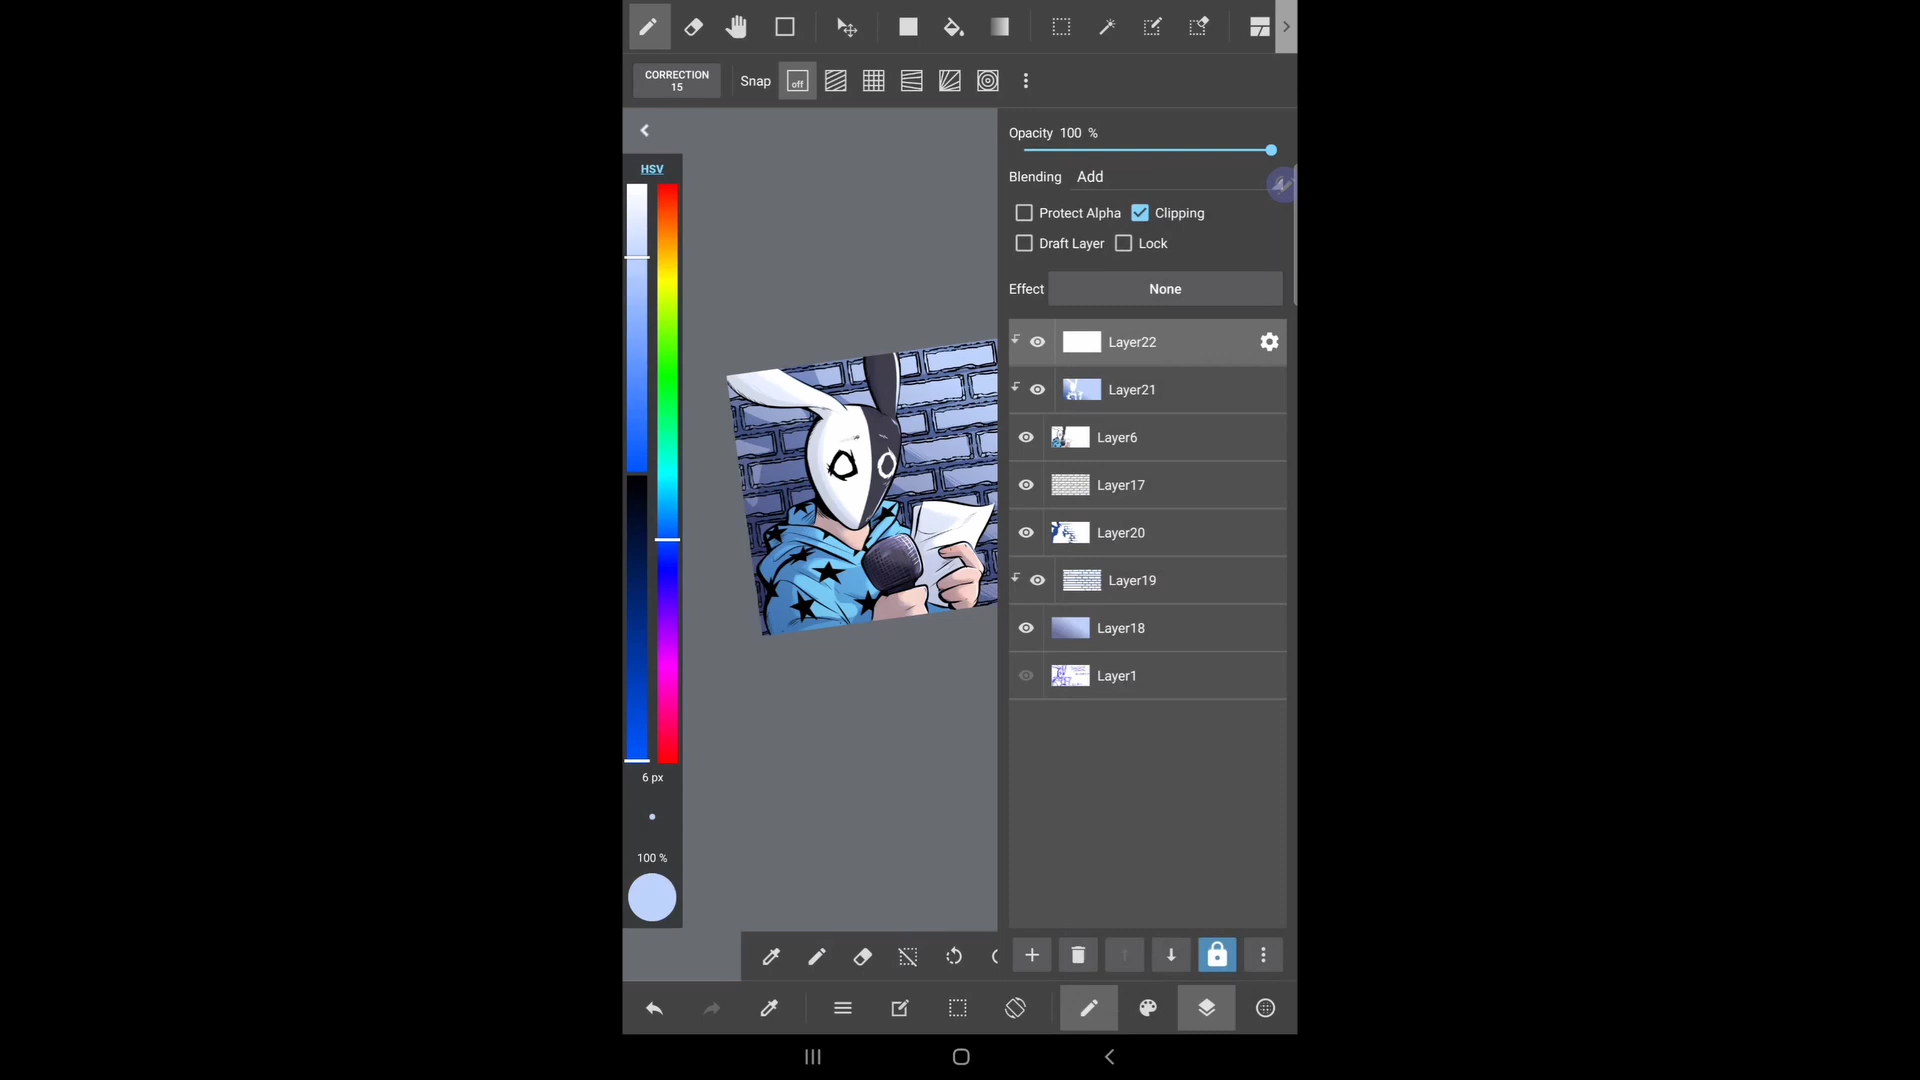 CORRECTION
15
Snap
off
Opacity 100 %
HSV
Blending Add
Protect Alpha Clipping
Draft Layer Lock
Effect None
Layer22
Layer21
Layer6
Layer17
Layer20
Layer19
Layer18
Layer1
6 px
100 %